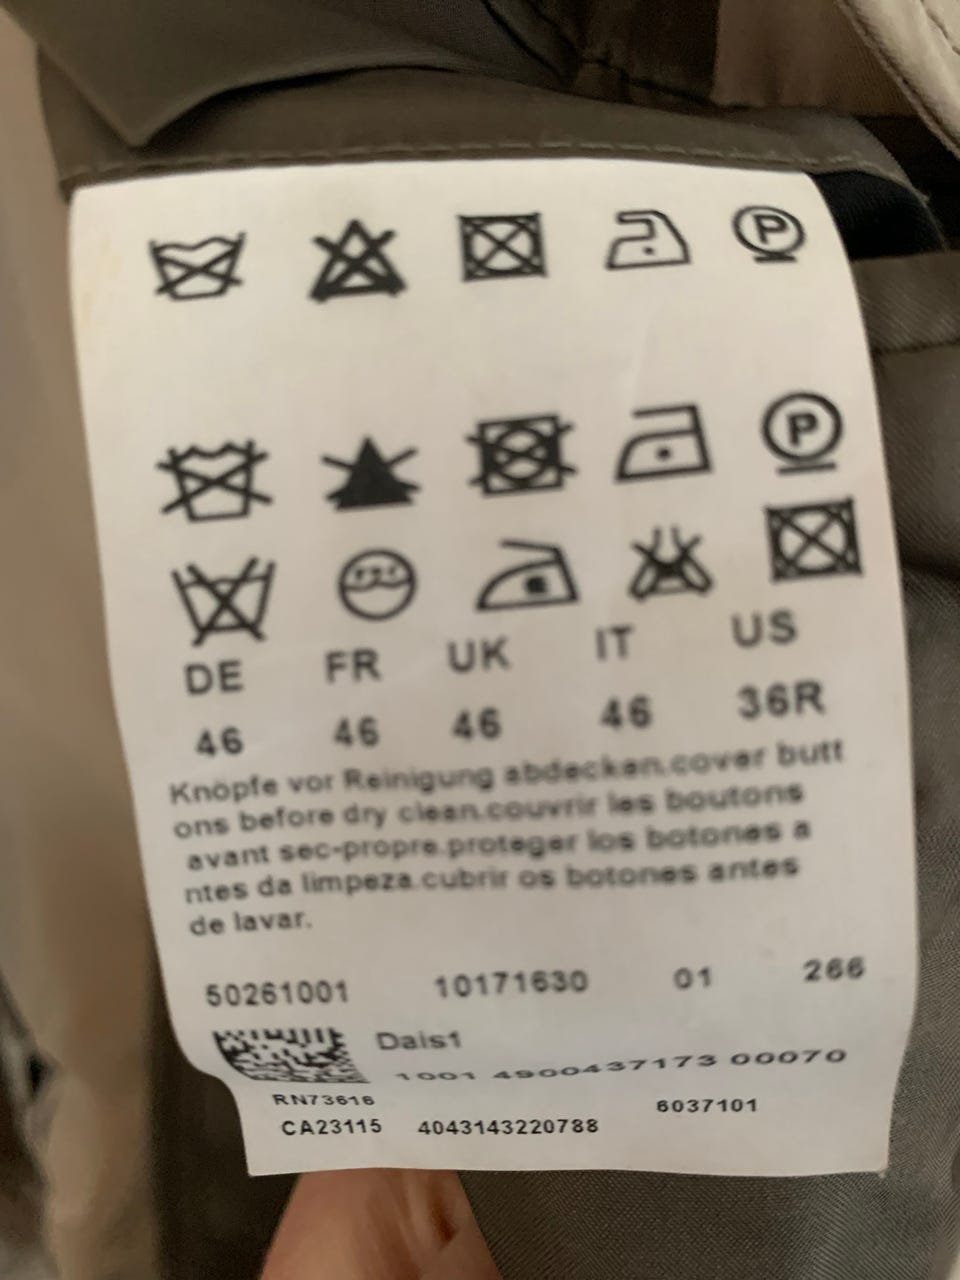 P
P
DE FR UK IT US
46 46 46 46 36R
Knöpfe vor Reinigung abdecken.cover butt
ons before dry clean.couvrir les boutons
avant sec-propre.proteger los botones a
ntes da limpeza.cubrir os botones antes
de lavar.
50261001 10171630 01 266
Dais1
1001 4900437173 00070
RN73616
6037101
CA23115 4043143220788